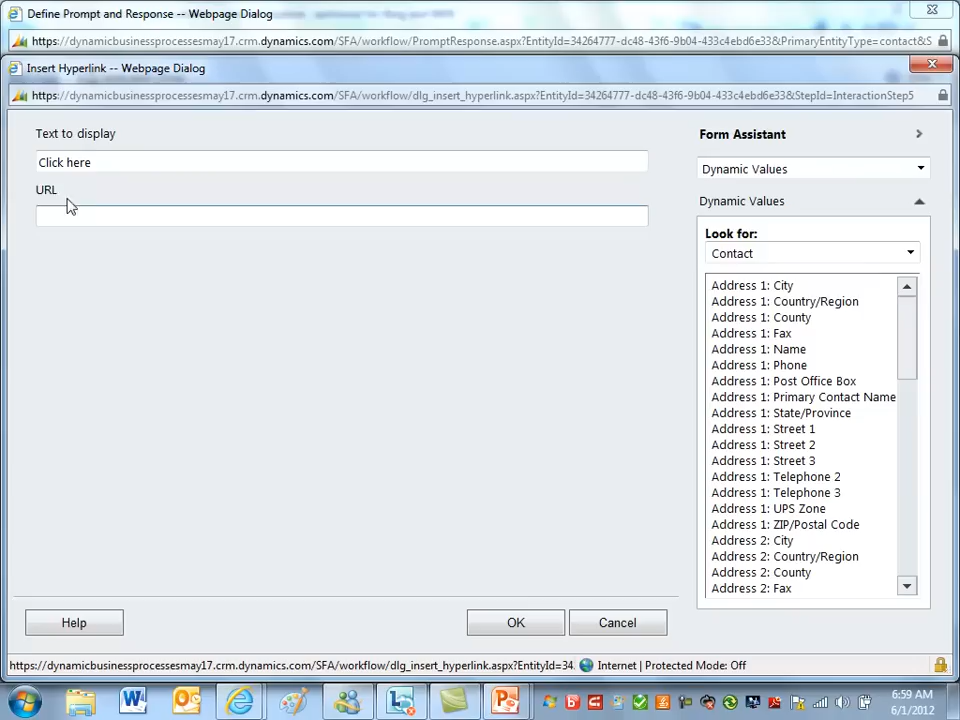 Define Prompt and Response -- Webpage Dialog
https://dynamicbusinessprocessesmay17.crm.dynamics.com/SFA/workflow/PromptResponse.aspx?EntityId=34264777-dc48-43f6-9b04-433c4ebd6e33&PrimaryEntityType=contact&S
Insert Hyperlink -- Webpage Dialog
https://dynamicbusinessprocessesmay17.crm.dynamics.com/SFA/workflow/dlg_insert_hyperlink.aspx?EntityId=34264777-dc48-43f6-9b04-433c4ebd6e33&StepId=InteractionStep5
Text to display
Click here
URL
Form Assistant
Dynamic Values
Dynamic Values
Look for:
Contact
Address 1: City
Address 1: Country/Region
Address 1: County
Address 1: Fax
Address 1: Name
Address 1: Phone
Address 1: Post Office Box
Address 1: Primary Contact Name
Address 1: State/Province
Address 1: Street 1
Address 1: Street 2
Address 1: Street 3
Address 1: Telephone 2
Address 1: Telephone 3
Address 1: UPS Zone
Address 1: ZIP/Postal Code
Address 2: City
Address 2: Country/Region
Address 2: County
Address 2: Fax
Help
OK
Cancel
https://dynamicbusinessprocessesmay17.crm.dynamics.com/SFA/workflow/dlg_insert_hyperlink.aspx?EntityId=34
Internet | Protected Mode: Off
6:59 AM
6/1/2012